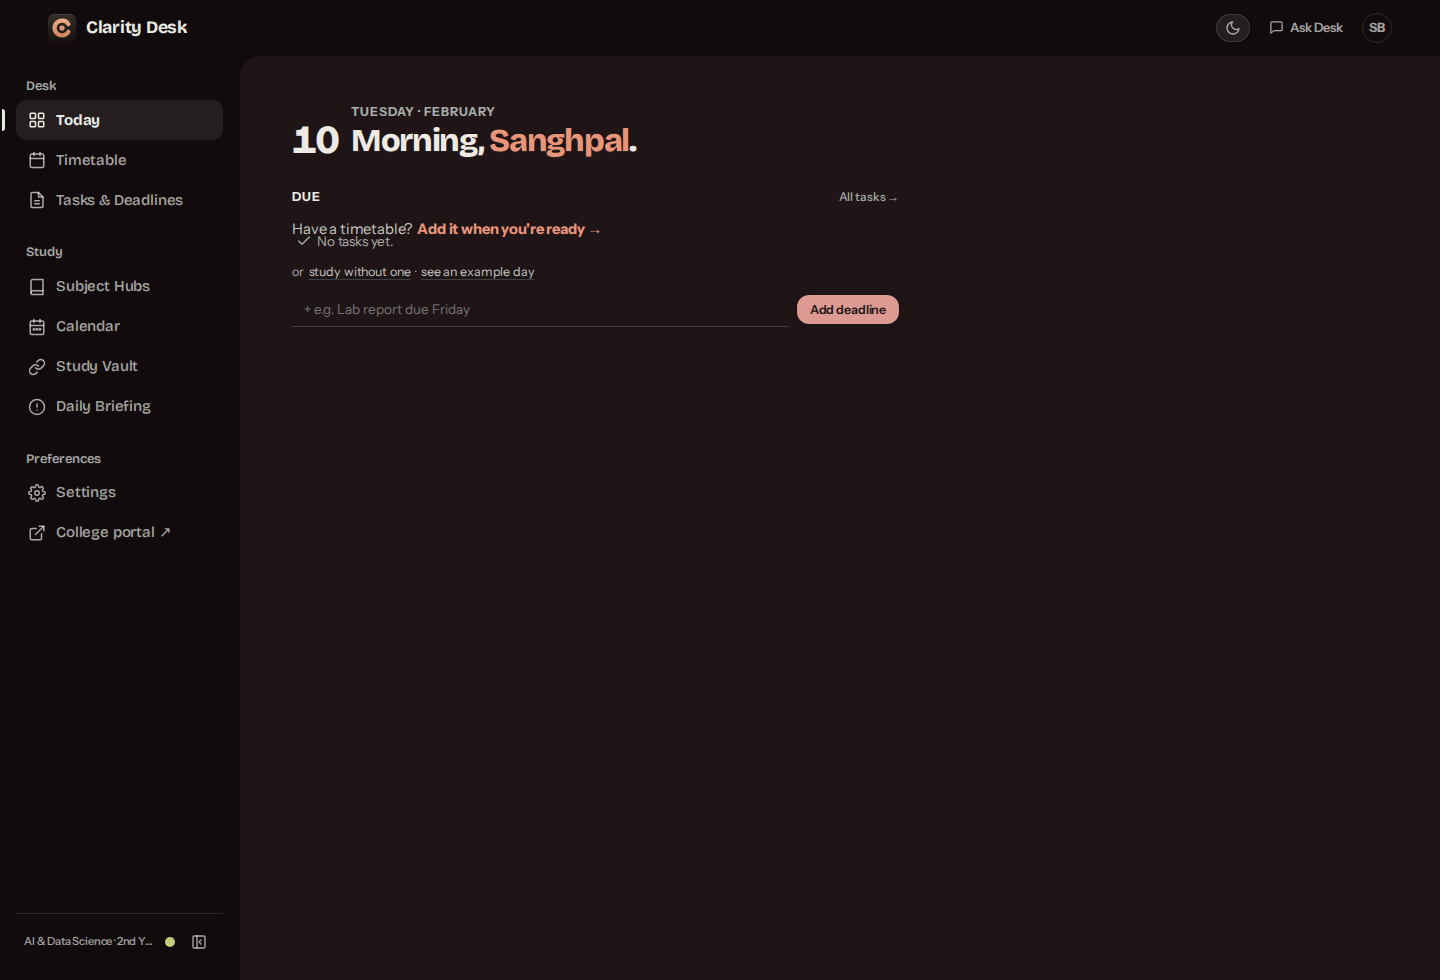 Clarity Desk
Ask Desk
SB
Desk
Today
Timetable
Tasks & Deadlines
Study
Subject Hubs
Calendar
Study Vault
Daily Briefing
Preferences
Settings
College portal ↗
AI & Data Science · 2nd Y...
TUESDAY · FEBRUARY
10 Morning, Sanghpal.
DUE
All tasks →
Have a timetable? Add it when you're ready →
No tasks yet.
or study without one · see an example day
+ e.g. Lab report due Friday
Add deadline